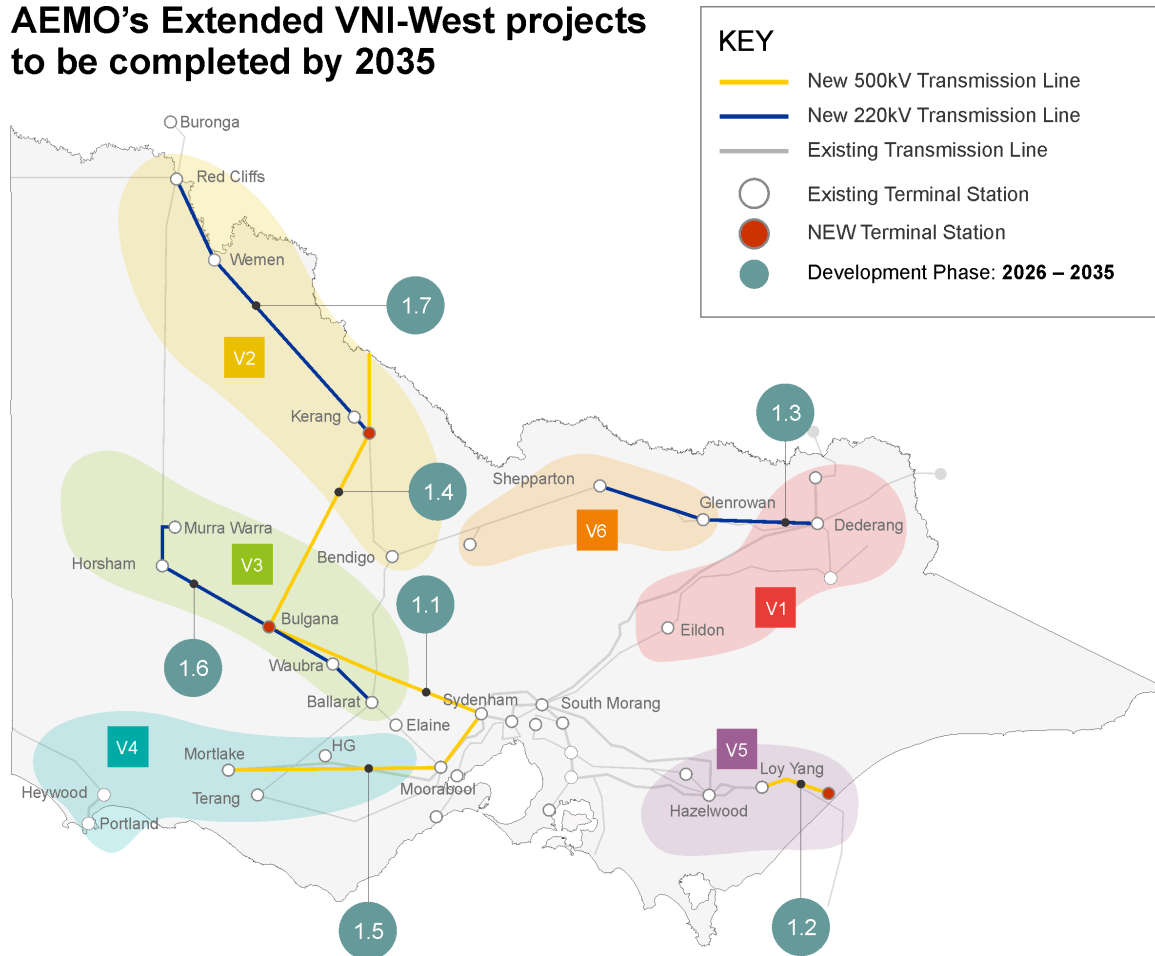 AEMO’s Extended VNI-West projects
to be completed by 2035
KEY
New 500kV Transmission Line
New 220kV Transmission Line
Existing Transmission Line
Existing Terminal Station
NEW Terminal Station
Development Phase: 2026 – 2035
Buronga
Red Cliffs
Wemen
1.7
V2
Kerang
1.3
Shepparton
1.4
Glenrowan
Murra Warra
Dederang
V6
Bendigo
Horsham
V3
1.1
V1
Bulgana
Eildon
Waubra
1.6
Ballarat
Sydenham
South Morang
Elaine
V4
HG
V5
Mortlake
Loy Yang
Moorabool
Heywood
Terang
Hazelwood
Portland
1.5
1.2